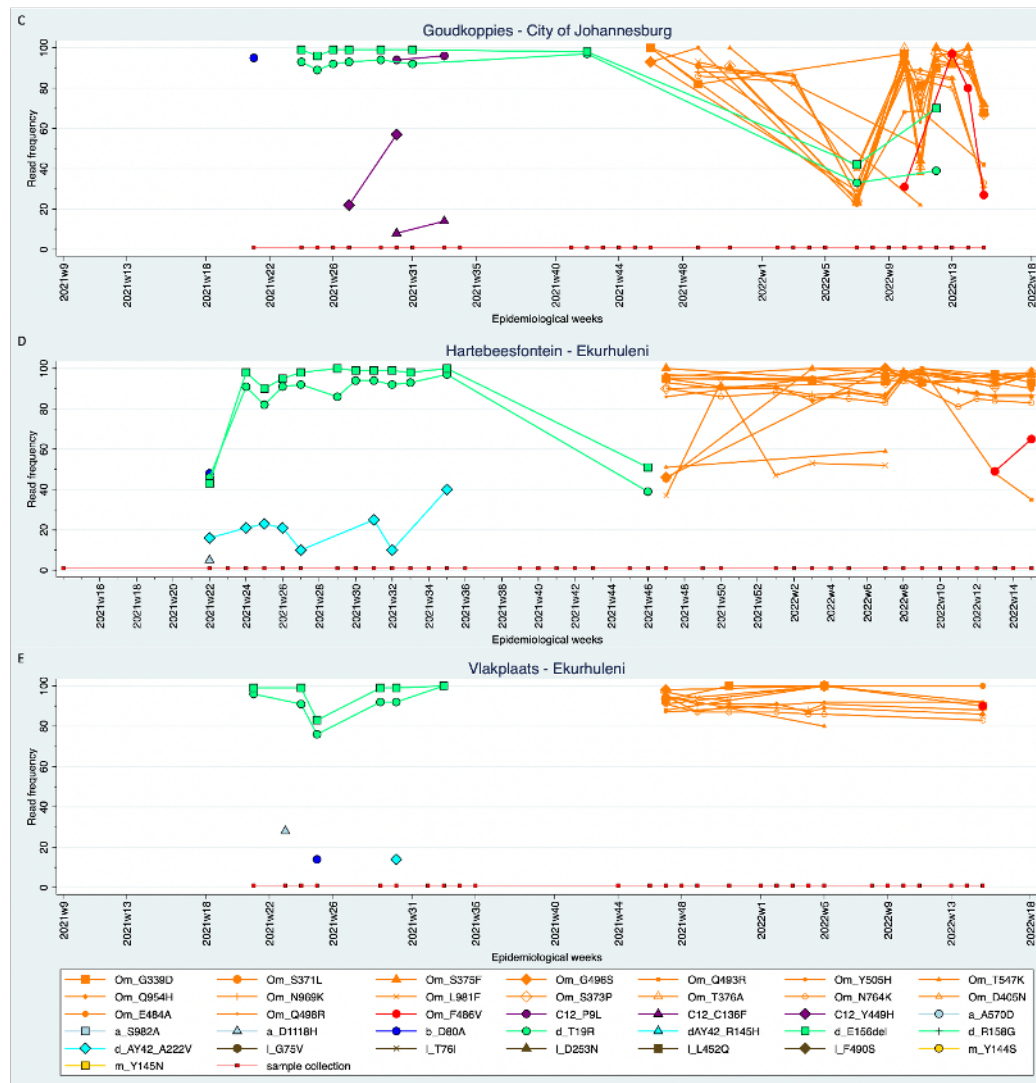 C
Goudkoppies - City of Johannesburg
100
80
60
40
20
0
Read frequency
2021w9 2021w13 2021w18 2021w22 2021w26 2021w31 2021w35 2021w40 2021w44 2021w48 2022w1 2022w5 2022w9 2022w13 2022w18
Epidemiological weeks
D
Hartebeesfontein - Ekurhuleni
100
80
60
40
20
0
Read frequency
2021w16 2021w18 2021w20 2021w22 2021w24 2021w26 2021w28 2021w30 2021w32 2021w34 2021w36 2021w38 2021w40 2021w42 2021w44 2021w46 2021w48 2021w50 2021w52 2022w2 2022w4 2022w6 2022w8 2022w10 2022w12 2022w14
Epidemiological weeks
E
Vlakplaats - Ekurhuleni
100
80
60
40
20
0
Read frequency
2021w9 2021w13 2021w18 2021w22 2021w26 2021w31 2021w35 2021w40 2021w44 2021w48 2022w1 2022w5 2022w9 2022w13 2022w18
Epidemiological weeks
Om_G339D Om_S371L Om_S375F Om_G496S Om_Q493R Om_Y505H Om_T547K
Om_Q954H Om_N969K Om_L981F Om_S373P Om_T376A Om_N764K Om_D405N
Om_E484A Om_Q498R Om_F486V C12_P9L C12_C136F C12_Y449H a_A570D
a_S982A a_D1118H b_D80A d_T19R dAY42_R145H d_E156del d_R158G
d_AY42_A222V l_G75V l_T76I l_D253N l_L452Q l_F490S m_Y144S
m_Y145N sample collection